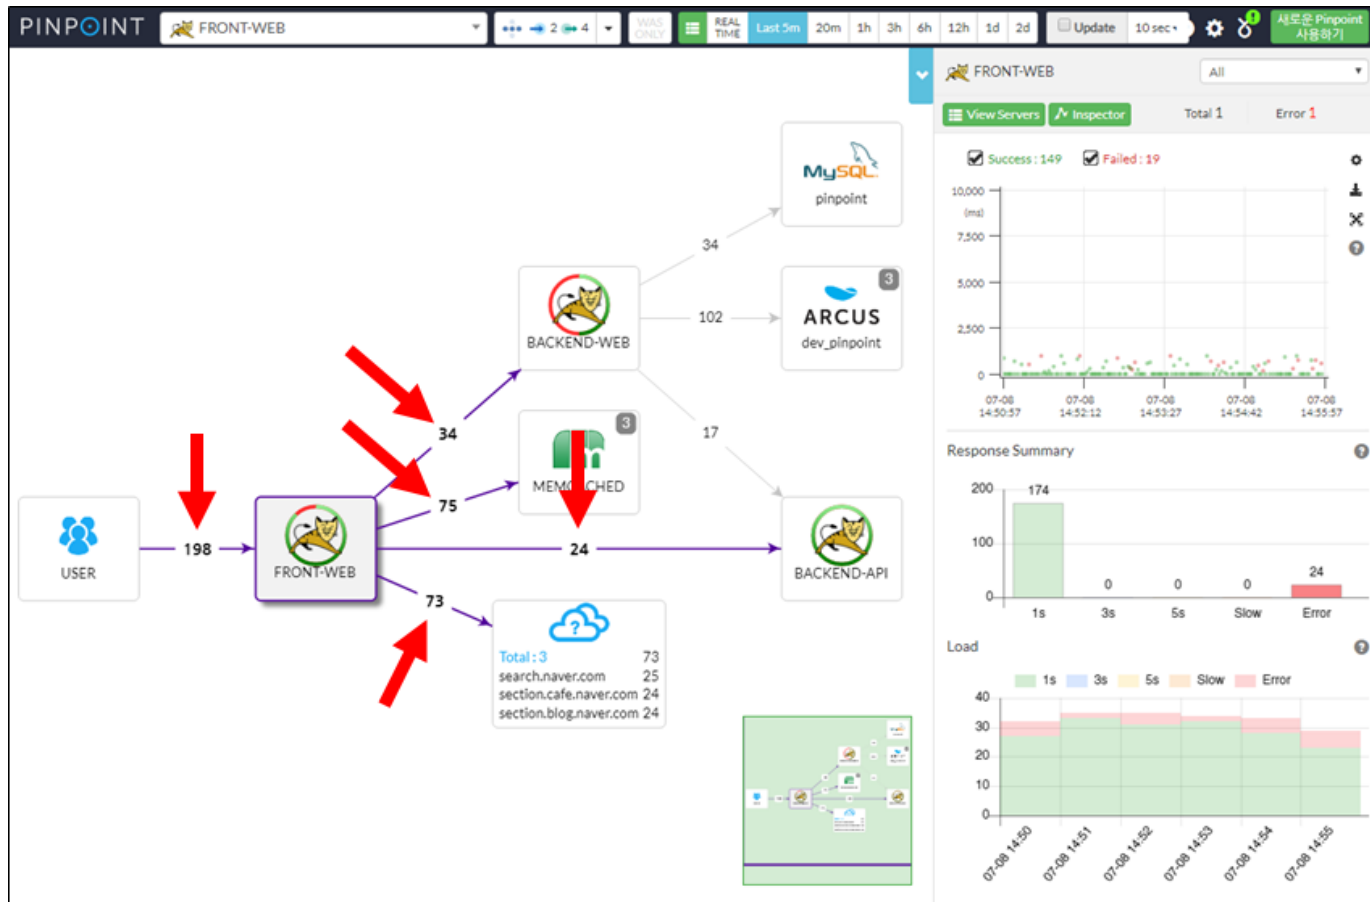 PINPOINT
FRONT-WEB
2
4
WAS
ONLY
REAL
TIME
Last 5m
20m
1h
3h
6h
12h
1d
2d
Update
10 sec
새로운 Pinpoint
사용하기
MySQL
pinpoint
34
3
ARCUS
dev_pinpoint
102
BACKEND-WEB
34
17
3
75
198
24
USER
FRONT-WEB
BACKEND-API
73
Total : 3 73
search.naver.com 25
section.cafe.naver.com 24
section.blog.naver.com 24
FRONT-WEB
All
View Servers
Inspector
Total 1
Error 1
Success : 149
Failed : 19
10,000
(ms)
7,500
5,000
2,500
0
07-08 07-08 07-08 07-08 07-08
14:50:57 14:52:12 14:53:27 14:54:42 14:55:57
Response Summary
200
174
100
24
0 0 0 0
1s 3s 5s Slow Error
Load
1s 3s 5s Slow Error
40
30
20
10
0
07-08 14:50
07-08 14:51
07-08 14:52
07-08 14:53
07-08 14:54
07-08 14:55